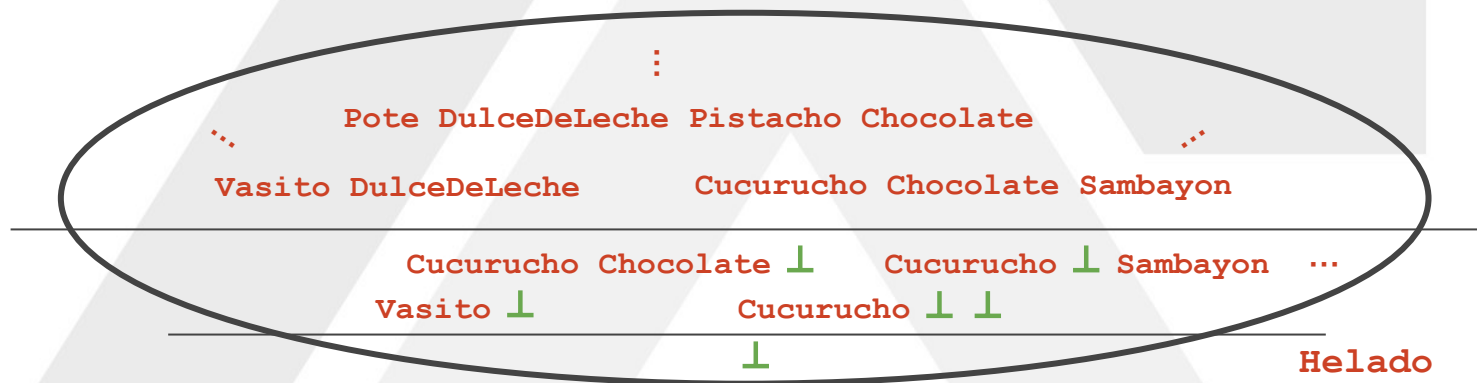 ⋮
Pote DulceDeLeche Pistacho Chocolate
⋱ ⋰
Vasito DulceDeLeche Cucurucho Chocolate Sambayon
Cucurucho Chocolate ⊥ Cucurucho ⊥ Sambayon …
Vasito ⊥ Cucurucho ⊥ ⊥
⊥
Helado